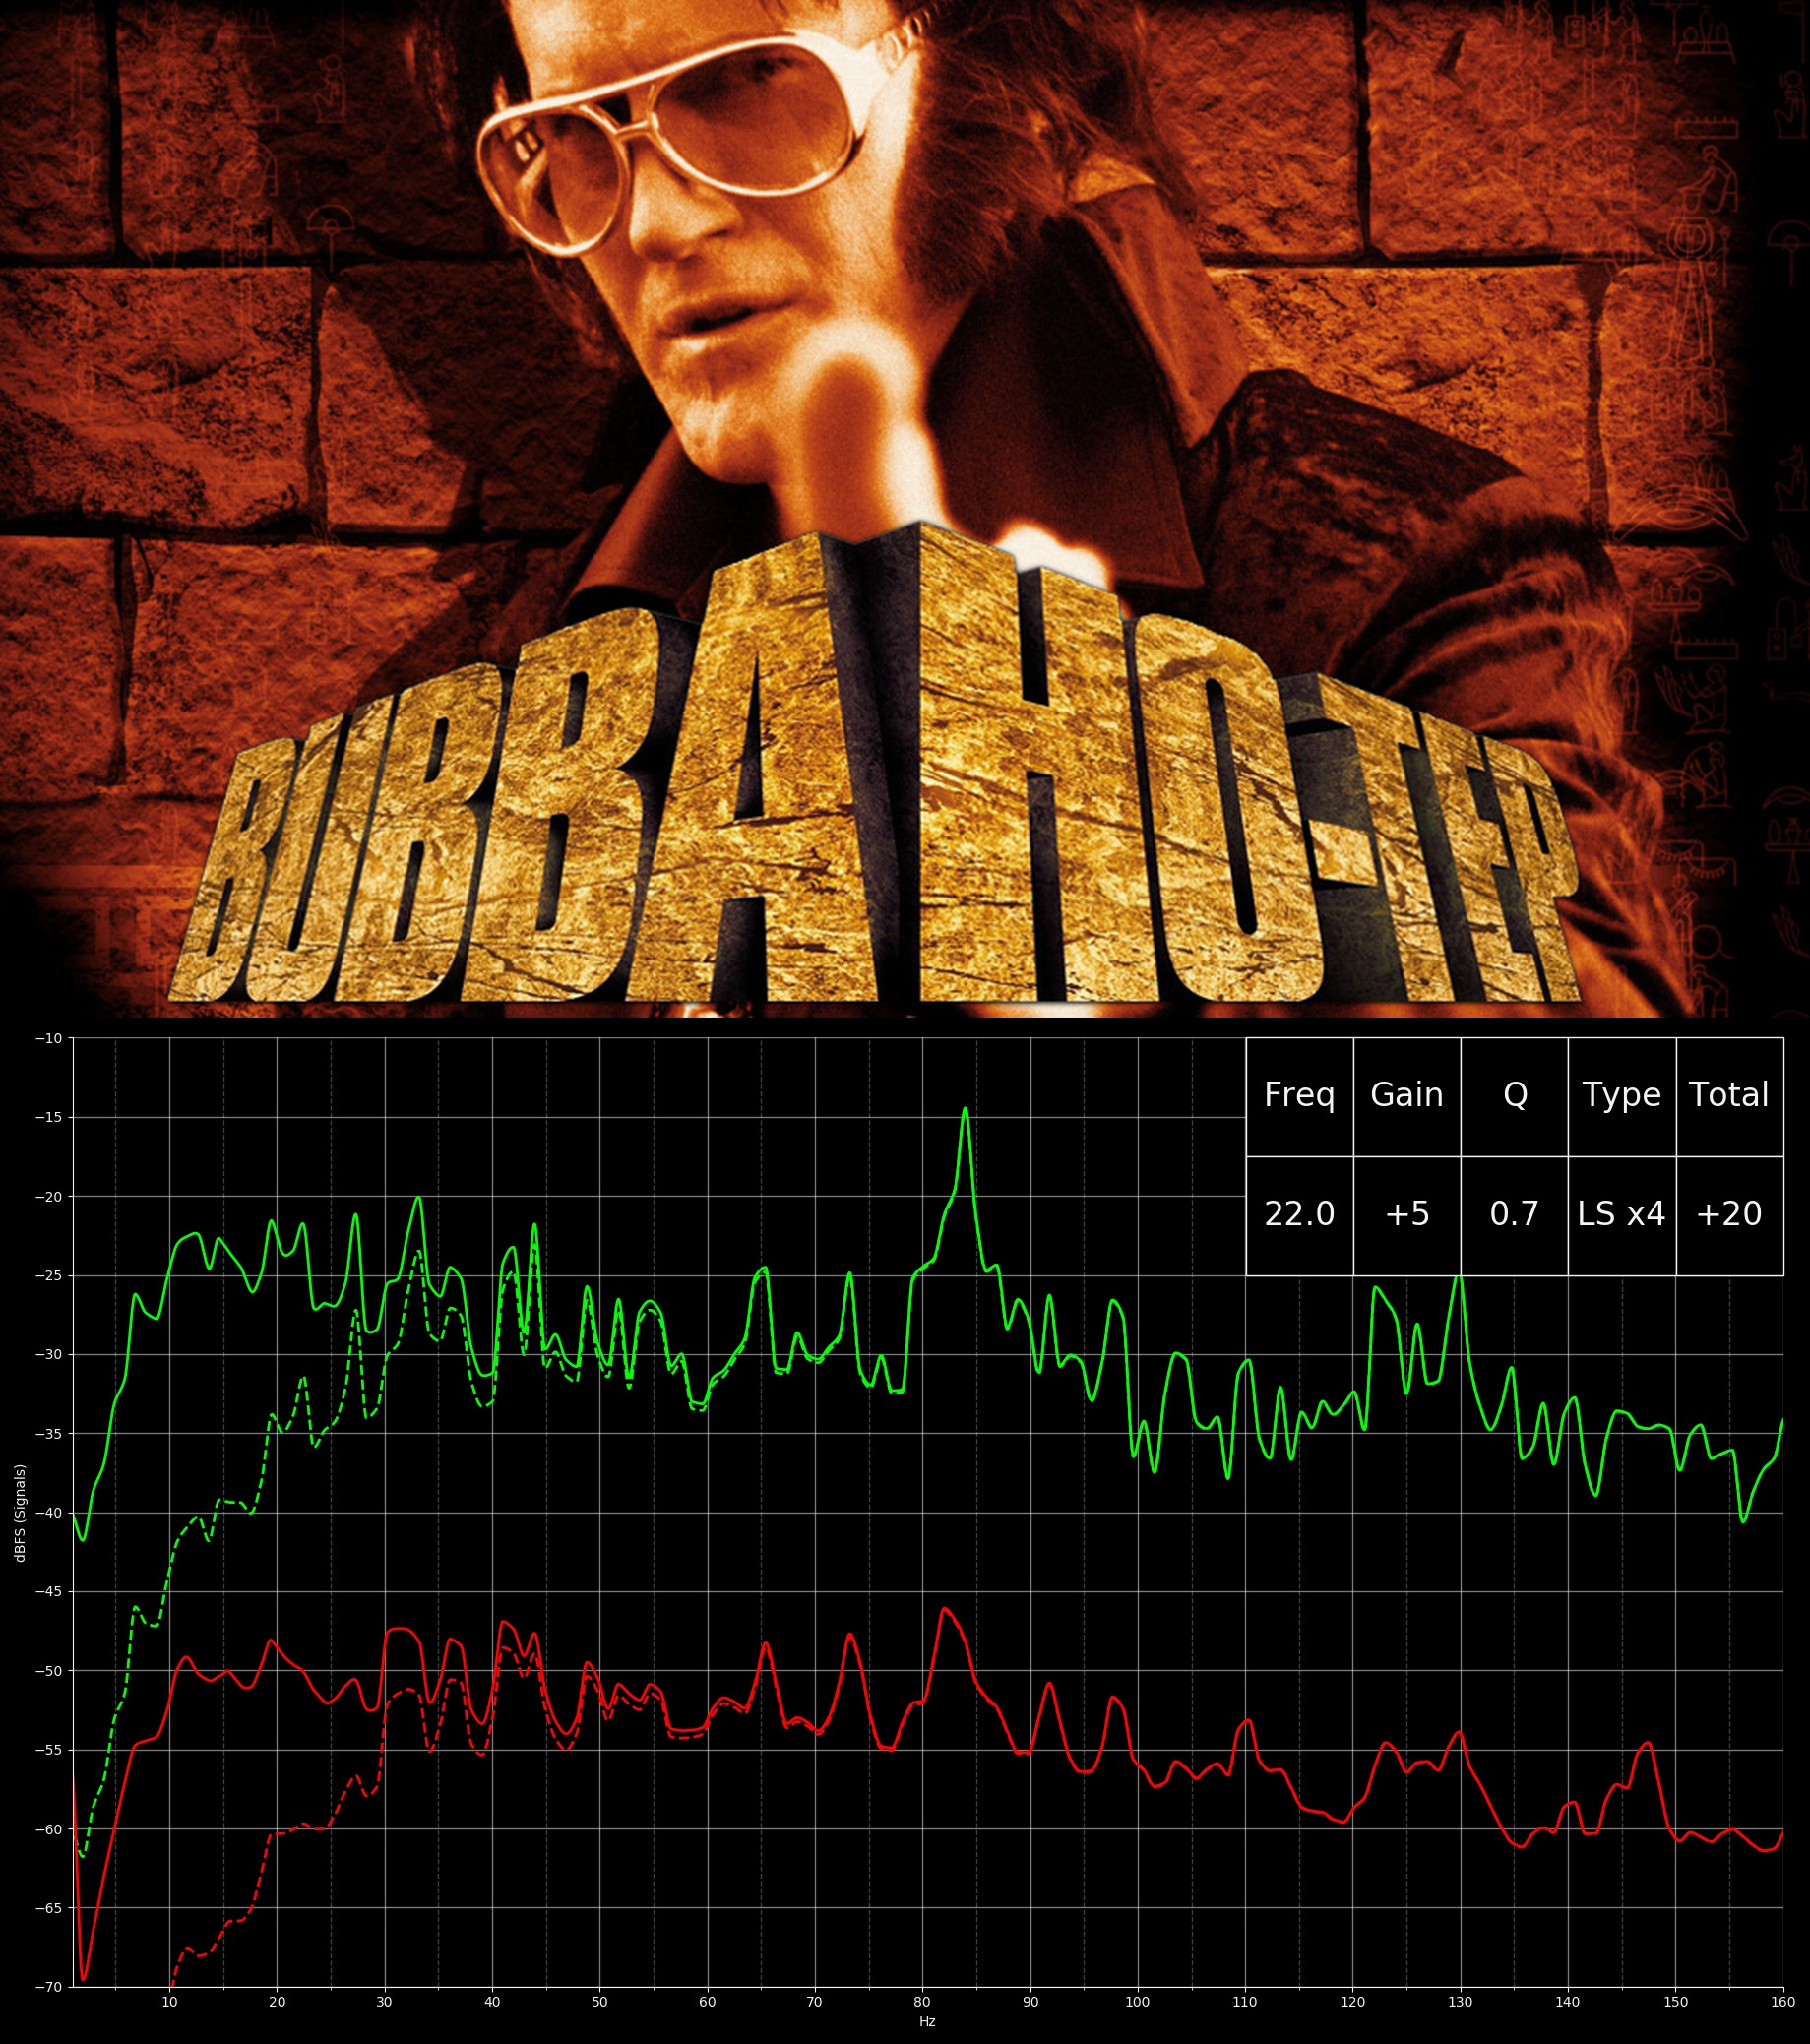 BUBBA HO-TEP
Freq Gain Q Type Total
22.0 +5 0.7 LS x4 +20
−10
−15
−20
−25
−30
−35
−40
−45
−50
−55
−60
−65
−70
dBFS (Signals)
10 20 30 40 50 60 70 80 90 100 110 120 130 140 150 160
Hz